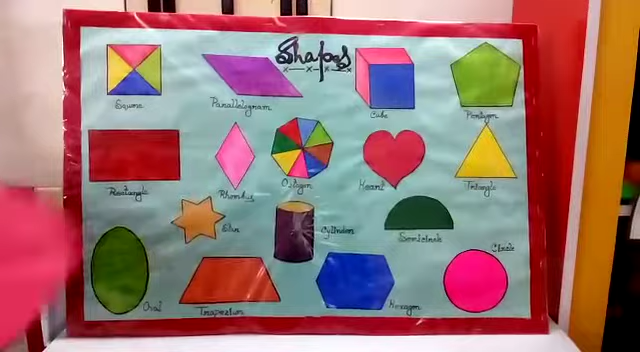 Shapes
Square
Parallelogram
Cube
Pentagon
Rectangle
Rhombus
Octagon
Heart
Triangle
Star
Cylinder
Semicircle
Circle
Oval
Trapezium
Hexagon